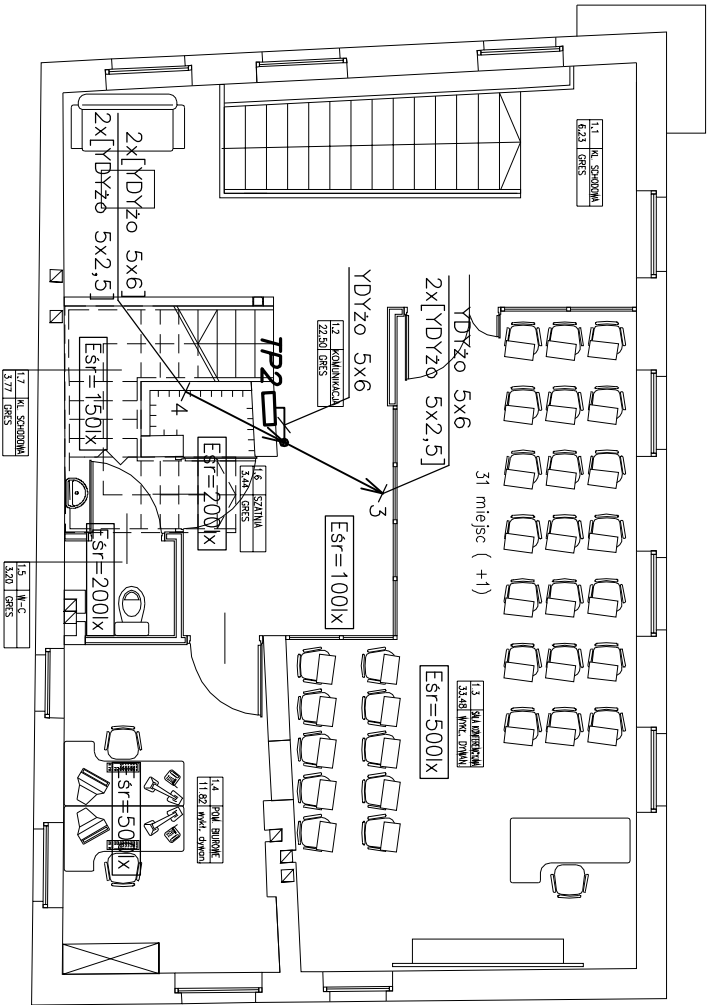 1.1 KL. SCHODOWA
6.23 GRES
2x[YDYżo 5x6
2x[YDYżo 5x2,5]
YDYżo 5x6
2x[YDYżo 5x2,5]
YDYżo 5x6
1.2 KOMUNIKACJA
22.50 GRES
TP2
4
3
31 miejsc ( +1)
Eśr=150lx
1.7 KL. SCHODOWA
3.77 GRES
Eśr=200lx
1.6 SZATNIA
3.44 GRES
Eśr=100lx
Eśr=200lx
1.5 W-C
3.20 GRES
Eśr=500lx
1.3 SALA KONFERENCYJNA
33.48 WYKŁ. DYWAN
1.4 POM. BIUROWE
11.82 wykł. dywan
Eśr=500lx